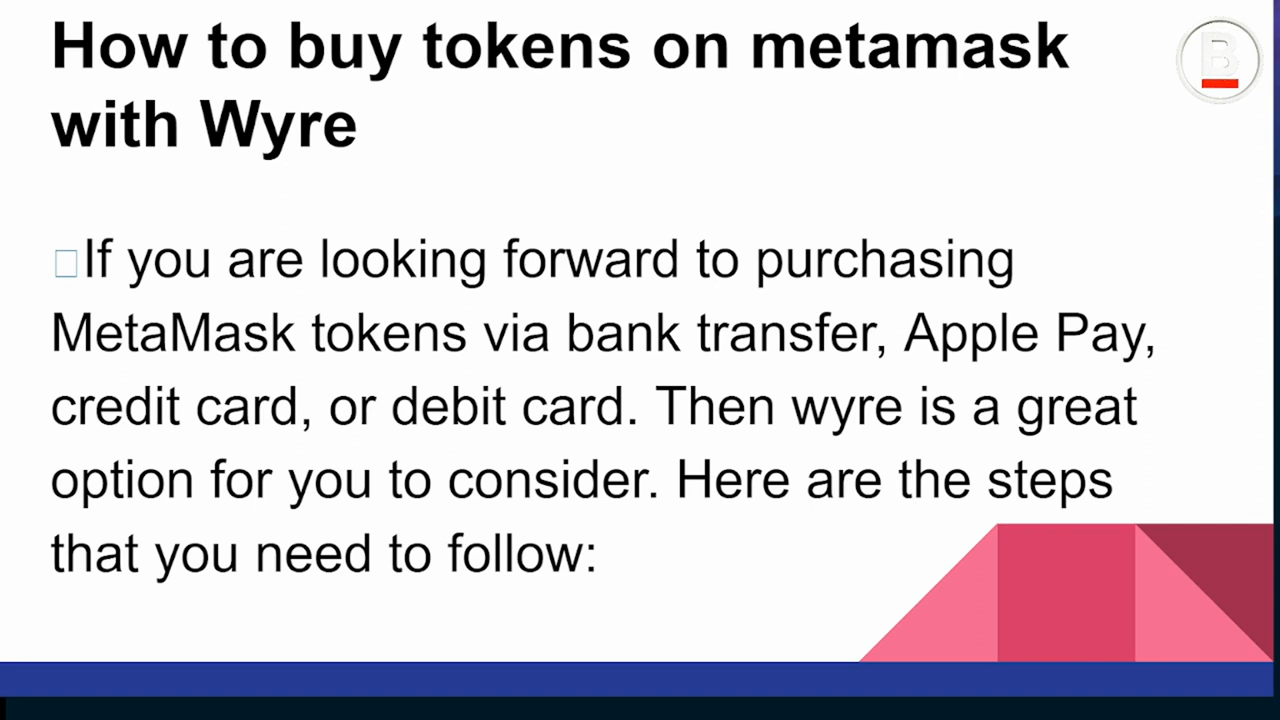 How to buy tokens on metamask
with Wyre
If you are looking forward to purchasing
MetaMask tokens via bank transfer, Apple Pay,
credit card, or debit card. Then wyre is a great
option for you to consider. Here are the steps
that you need to follow:
B